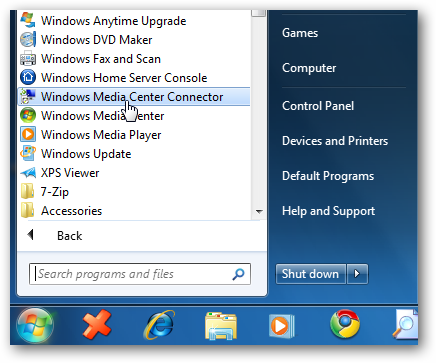 Windows Anytime Upgrade
Windows DVD Maker
Windows Fax and Scan
Windows Home Server Console
Windows Media Center Connector
Windows Media Center
Windows Media Player
Windows Update
XPS Viewer
7-Zip
Accessories
Back
Search programs and files
Games
Computer
Control Panel
Devices and Printers
Default Programs
Help and Support
Shut down